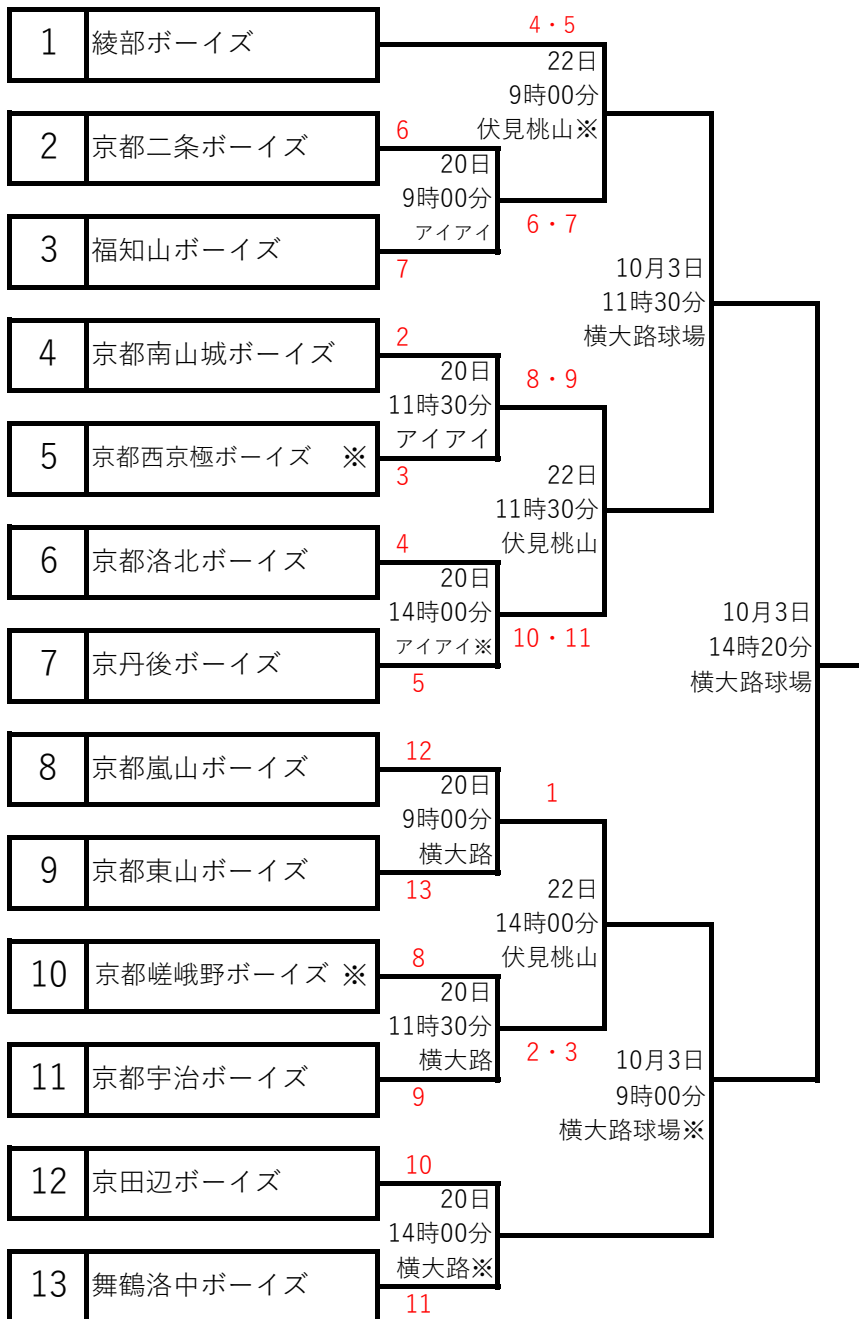 4・5
1 綾部ボーイズ
22日
9時00分
伏見桃山※
2 京都二条ボーイズ
6
20日
9時00分
アイアイ
6・7
3 福知山ボーイズ
7
10月3日
11時30分
横大路球場
4 京都南山城ボーイズ
2
20日
11時30分
アイアイ
8・9
5 京都西京極ボーイズ ※
3
22日
11時30分
伏見桃山
6 京都洛北ボーイズ
4
20日
14時00分
アイアイ※
10・11
7 京丹後ボーイズ
5
10月3日
14時20分
横大路球場
8 京都嵐山ボーイズ
12
20日
9時00分
横大路
1
9 京都東山ボーイズ
13
22日
14時00分
伏見桃山
10 京都嵯峨野ボーイズ ※
8
20日
11時30分
横大路
2・3
11 京都宇治ボーイズ
9
10月3日
9時00分
横大路球場※
12 京田辺ボーイズ
10
20日
14時00分
横大路※
13 舞鶴洛中ボーイズ
11